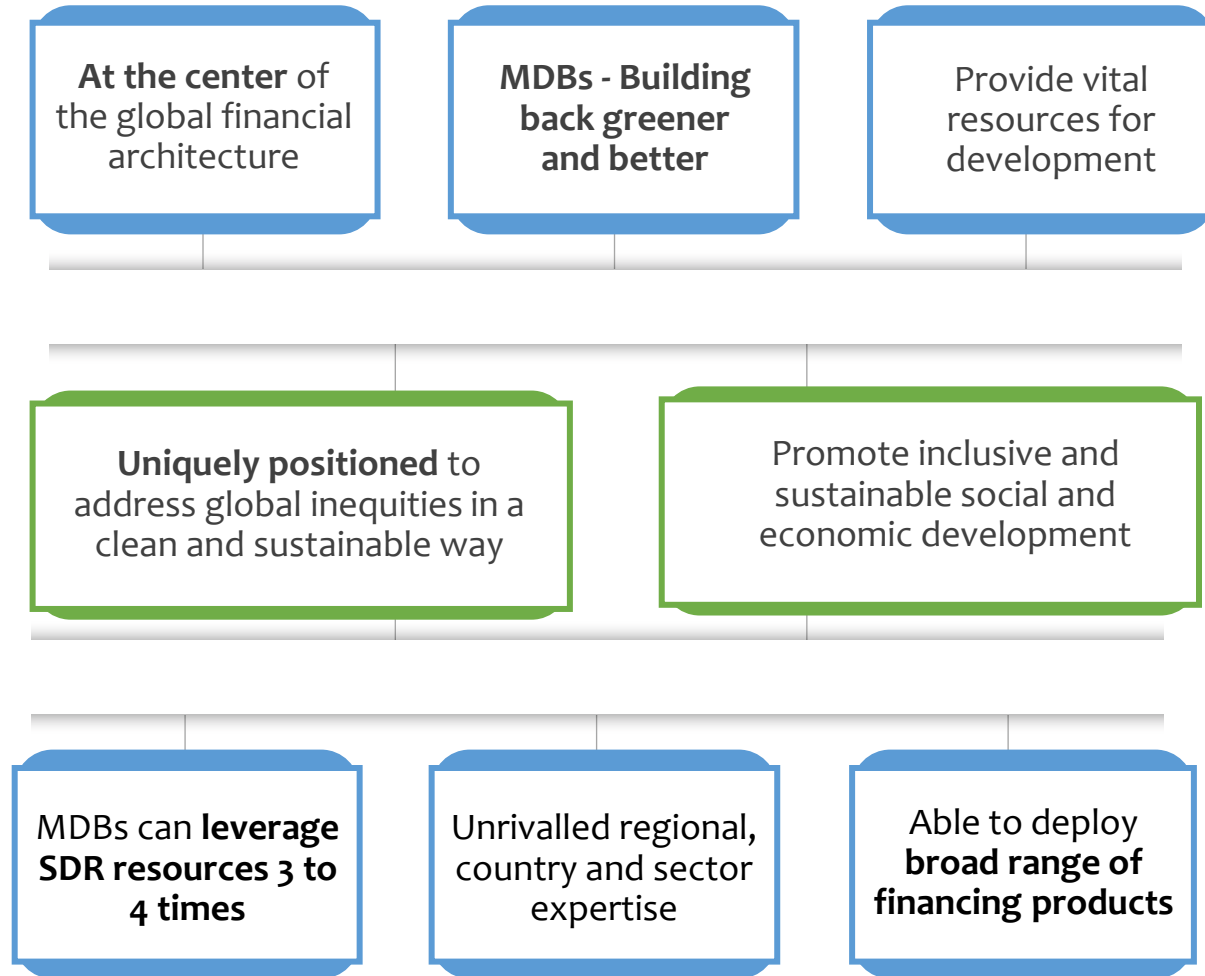 At the center of
the global financial
architecture
MDBs - Building
back greener
and better
Provide vital
resources for
development
Uniquely positioned to
address global inequities in a
clean and sustainable way
Promote inclusive and
sustainable social and
economic development
MDBs can leverage
SDR resources 3 to
4 times
Unrivalled regional,
country and sector
expertise
Able to deploy
broad range of
financing products